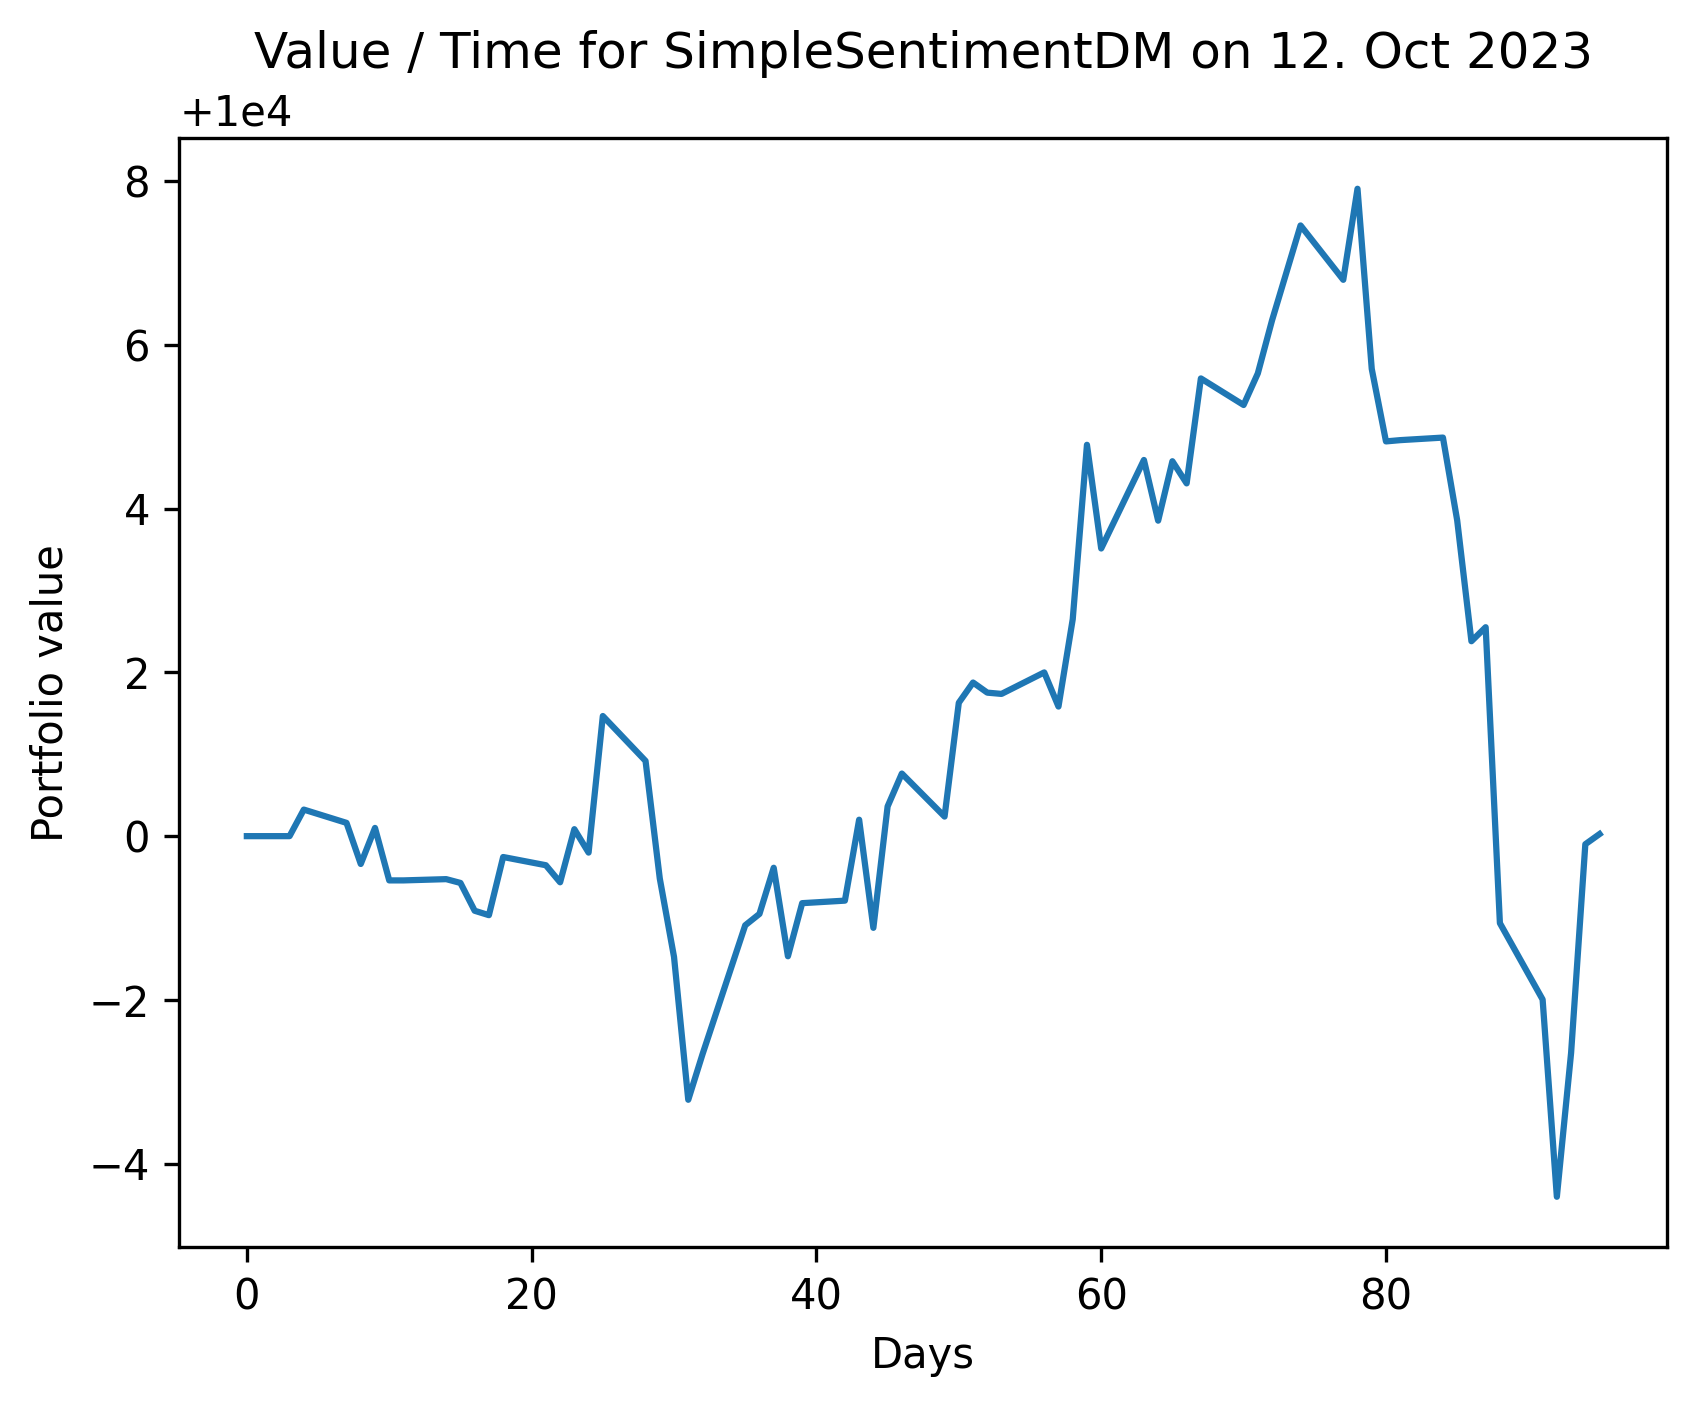 Value / Time for SimpleSentimentDM on 12. Oct 2023
+1e4
8
6
4
2
0
−2
−4
Portfolio value
0 20 40 60 80
Days